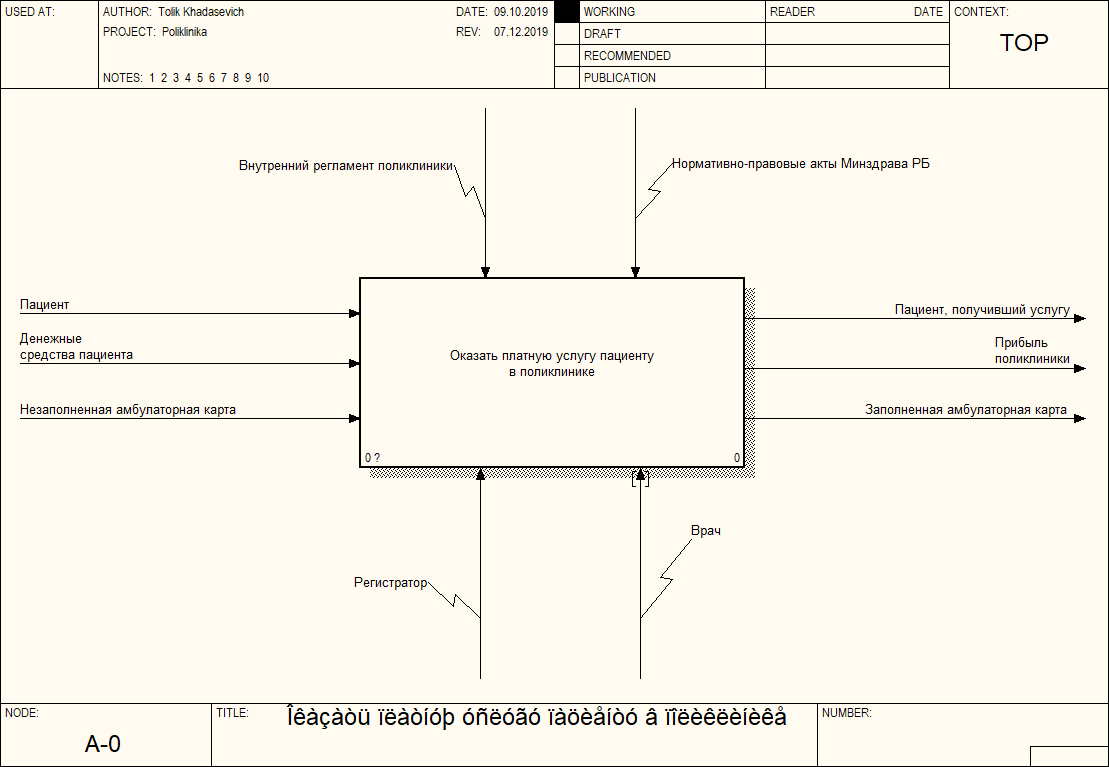 USED AT:
AUTHOR: Tolik Khadasevich
DATE: 09.10.2019
WORKING
READER
DATE
CONTEXT:
PROJECT: Poliklinika
REV: 07.12.2019
DRAFT
TOP
RECOMMENDED
NOTES: 1 2 3 4 5 6 7 8 9 10
PUBLICATION
Внутренний регламент поликлиники
Нормативно-правовые акты Минздрава РБ
Пациент
Денежные
средства пациента
Незаполненная амбулаторная карта
Оказать платную услугу пациенту
в поликлинике
0 ?
0
Пациент, получивший услугу
Прибыль
поликлиники
Заполненная амбулаторная карта
Врач
Регистратор
NODE:
A-0
TITLE:
Îêàçàòü ïëàòíóþ óñëóãó ïàöèåíòó â ïîëèêëèíèêå
NUMBER: